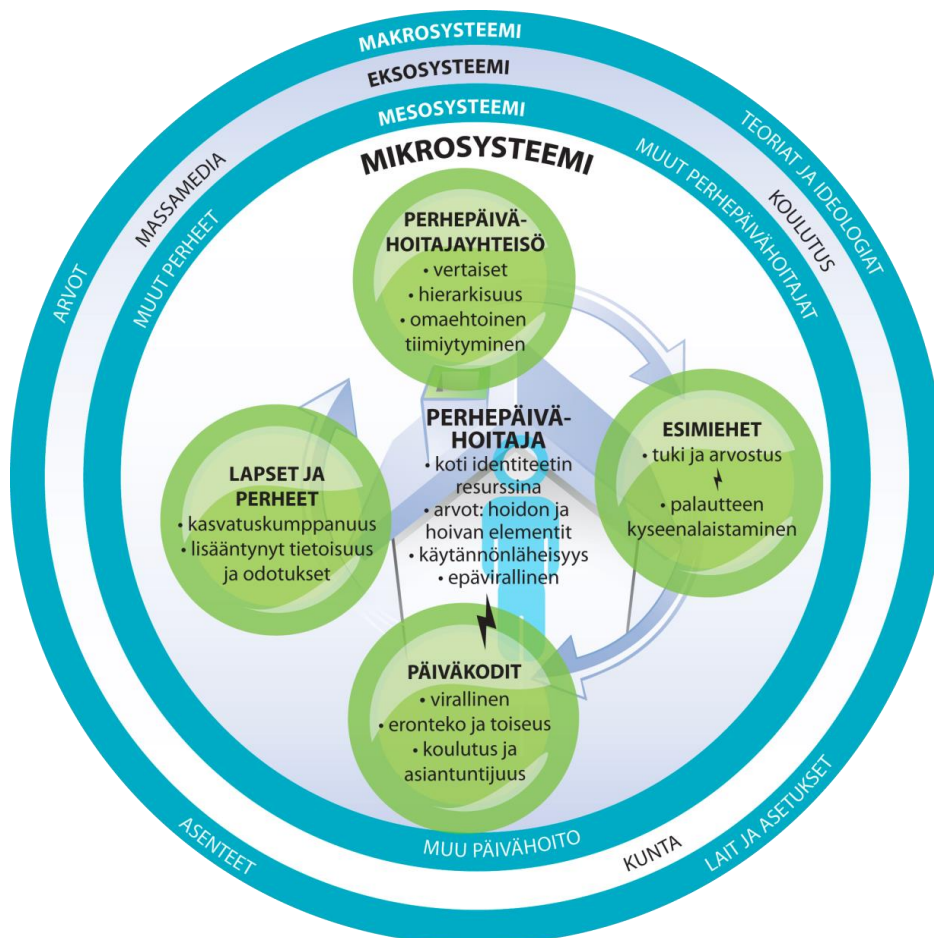 MAKROSYSTEEMI
EKSOSYSTEEMI
MESOSYSTEEMI
MIKROSYSTEEMI
TEORIAT JA IDEOLOGIAT
KOULUTUS
MUUT PERHEPÄIVÄHOITAJAT
MASSAMEDIA
MUUT PERHEET
ARVOT
PERHEPÄIVÄ-
HOITAJAYHTEISÖ
• vertaiset
• hierarkisuus
• omaehtoinen
tiimiytyminen
PERHEPÄIVÄ-
HOITAJA
• koti identiteetin
resurssina
• arvot: hoidon ja
hoivan elementit
• käytännönläheisyys
• epävirallinen
ESIMIEHET
• tuki ja arvostus
• palautteen
kyseenalaistaminen
LAPSET JA
PERHEET
• kasvatuskumppanuus
• lisääntynyt tietoisuus
ja odotukset
PÄIVÄKODIT
• virallinen
• eronteko ja toiseus
• koulutus ja
asiantuntijuus
MUU PÄIVÄHOITO
KUNTA
LAIT JA ASETUKSET
ASENTEET